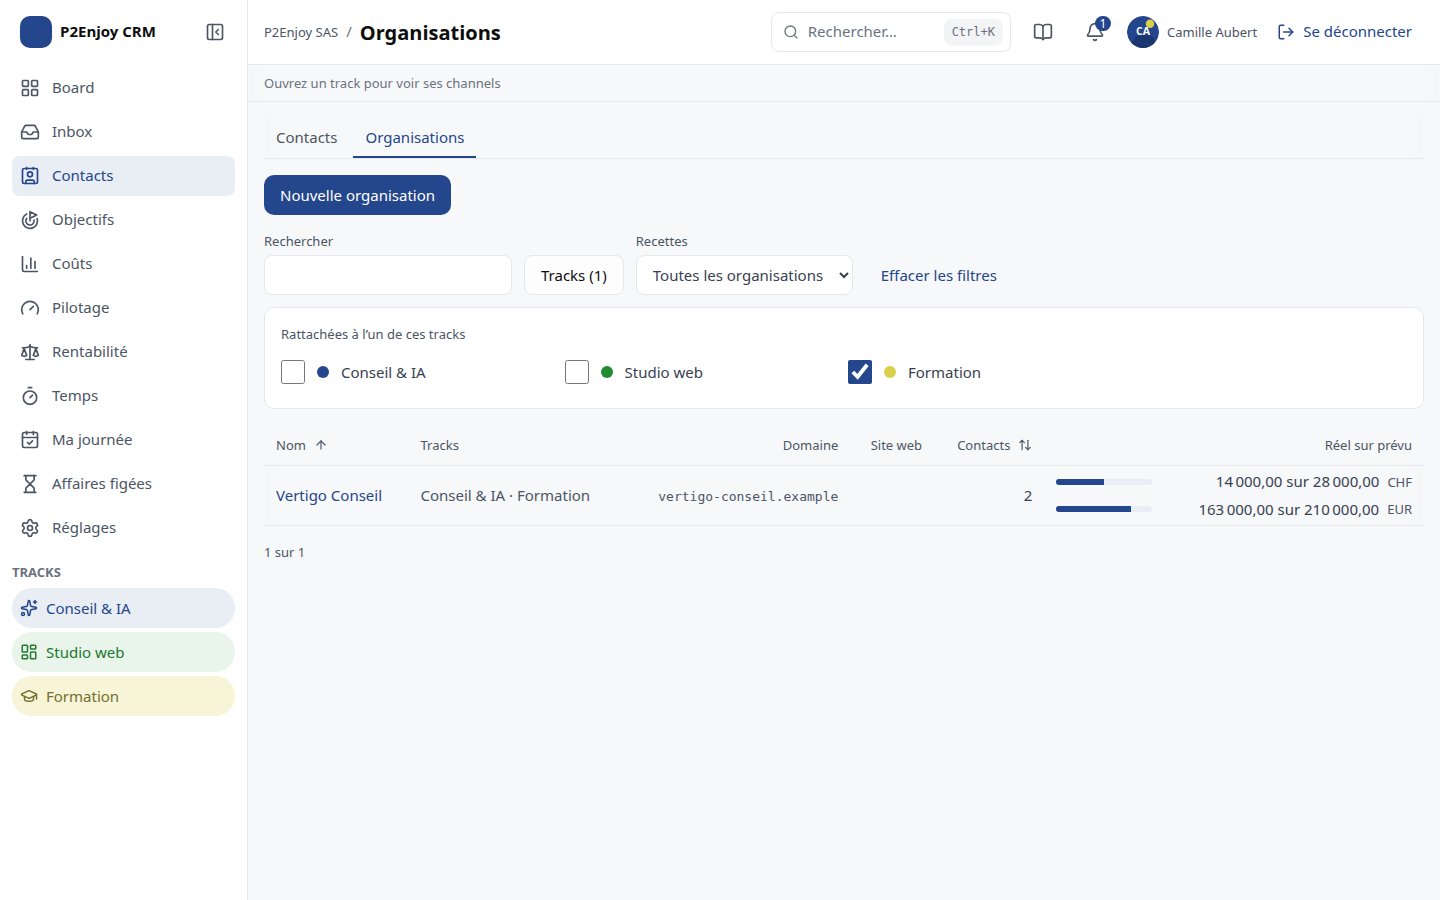 P2Enjoy CRM
Board
Inbox
Contacts
Objectifs
Coûts
Pilotage
Rentabilité
Temps
Ma journée
Affaires figées
Réglages
TRACKS
Conseil & IA
Studio web
Formation
P2Enjoy SAS / Organisations
Rechercher... Ctrl+K
1
CA Camille Aubert
Se déconnecter
Ouvrez un track pour voir ses channels
Contacts Organisations
Nouvelle organisation
Rechercher Recettes
Tracks (1) Toutes les organisations Effacer les filtres
Rattachées à l'un de ces tracks
Conseil & IA Studio web Formation
Nom Tracks Domaine Site web Contacts Réel sur prévu
Vertigo Conseil Conseil & IA · Formation vertigo-conseil.example 2
14 000,00 sur 28 000,00 CHF
163 000,00 sur 210 000,00 EUR
1 sur 1